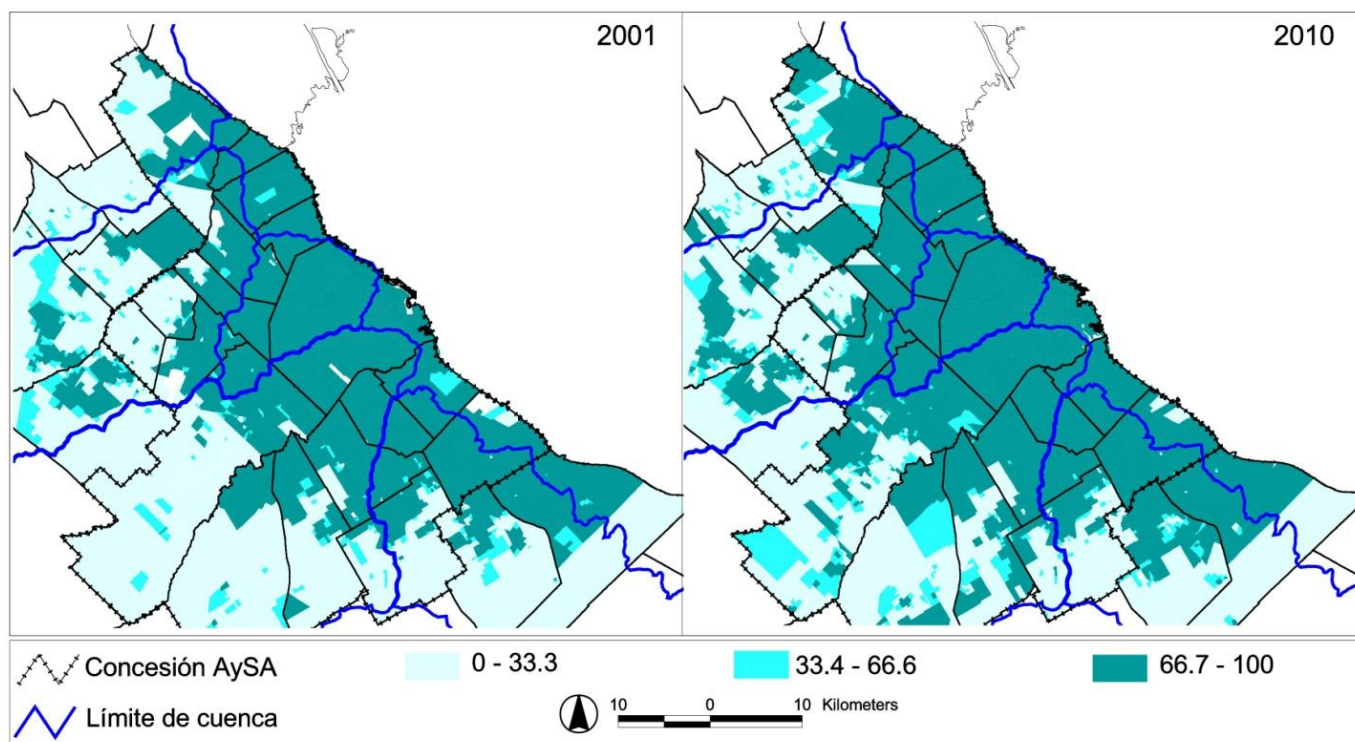 2001
2010
Concesión AySA
0 - 33.3
33.4 - 66.6
66.7 - 100
Límite de cuenca
10 0 10 Kilometers